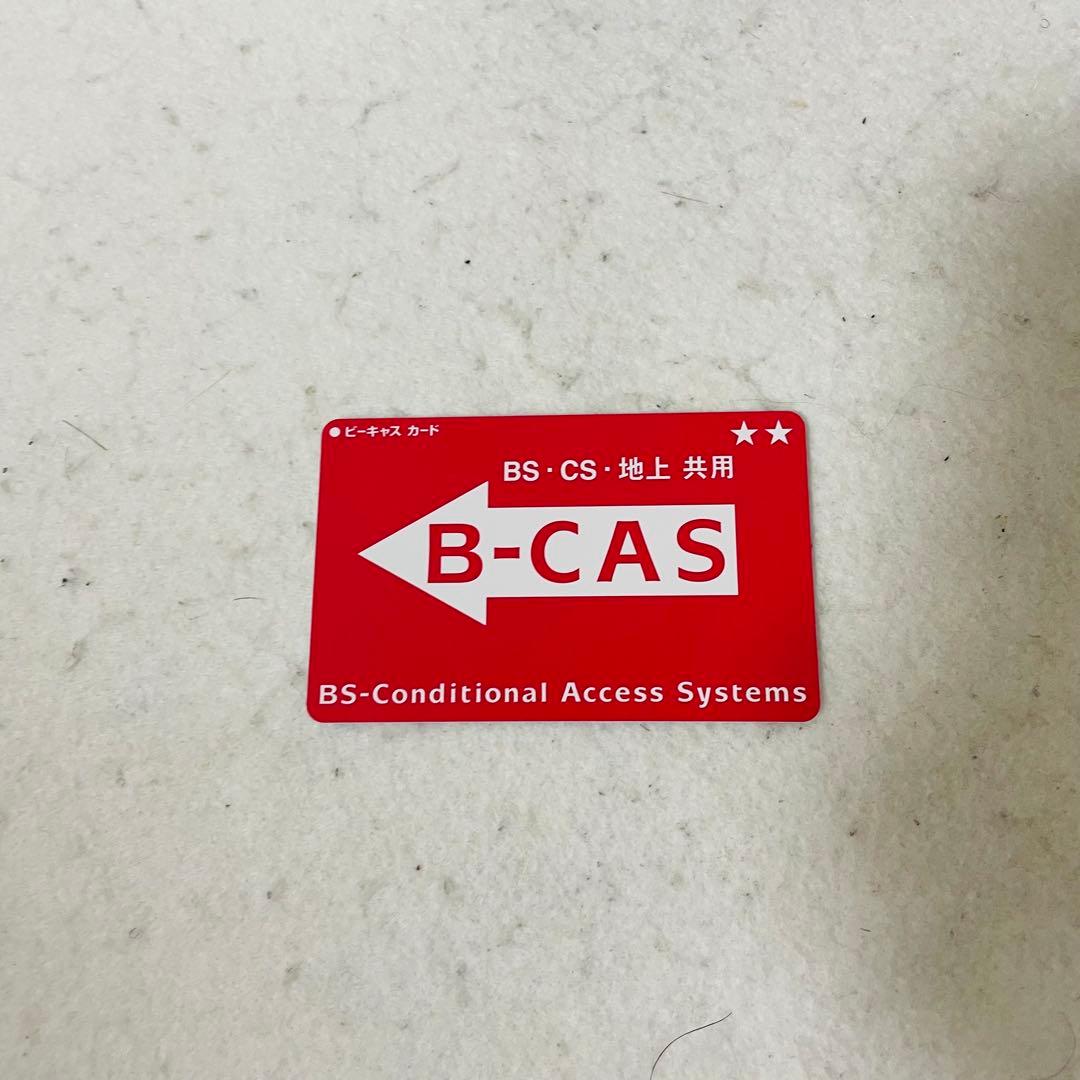 ●ビーキャス カード
★★
BS・CS・地上 共用
B-CAS
BS-Conditional Access Systems